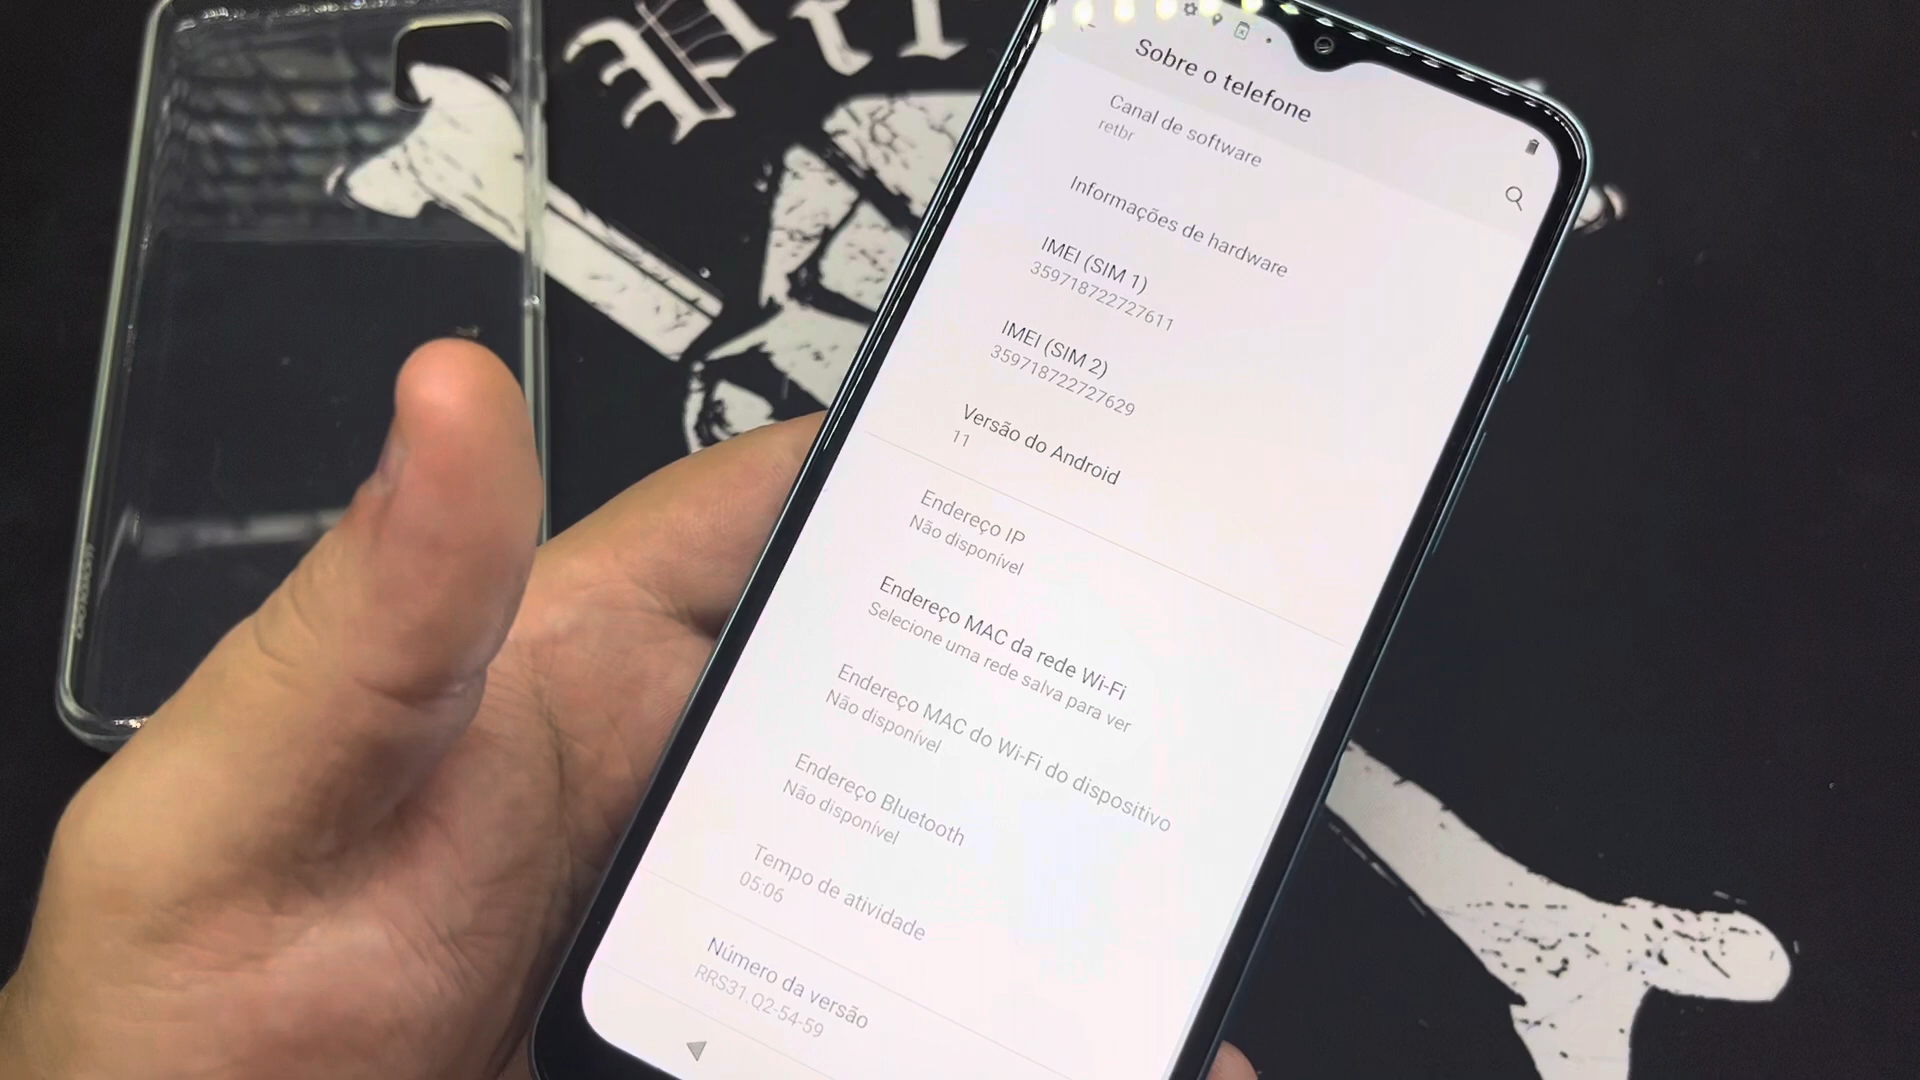 Sobre o telefone
Canal de software
retbr
Informações de hardware
IMEI (SIM 1)
359718722727611
IMEI (SIM 2)
359718722727629
Versão do Android
11
Endereço IP
Não disponível
Endereço MAC da rede Wi-Fi
Selecione uma rede salva para ver
Endereço MAC do Wi-Fi do dispositivo
Não disponível
Endereço Bluetooth
Não disponível
Tempo de atividade
05:06
Número da versão
RRS31.Q2-54-59